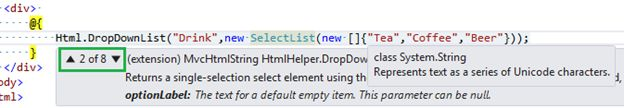 <div>
@{
Html.DropDownList("Drink",new SelectList(new []{"Tea","Coffee","Beer"}));
}
▲ 2 of 8 ▼ (extension) MvcHtmlString HtmlHelper.DropDow
class System.String
Represents text as a series of Unicode characters.
</div>
Returns a single-selection select element using th
optionLabel: The text for a default empty item. This parameter can be null.
ody>
tml>